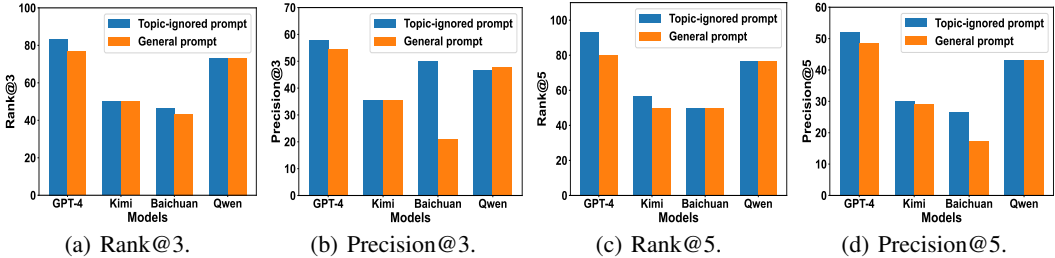 100
80
60
40
20
0
Rank@3
Topic-ignored prompt
General prompt
GPT-4 Kimi Baichuan Qwen
Models
(a) Rank@3.
70
60
50
40
30
20
10
0
Precision@3
Topic-ignored prompt
General prompt
GPT-4 Kimi Baichuan Qwen
Models
(b) Precision@3.
100
80
60
40
20
0
Rank@5
Topic-ignored prompt
General prompt
GPT-4 Kimi Baichuan Qwen
Models
(c) Rank@5.
60
50
40
30
20
10
0
Precision@5
Topic-ignored prompt
General prompt
GPT-4 Kimi Baichuan Qwen
Models
(d) Precision@5.